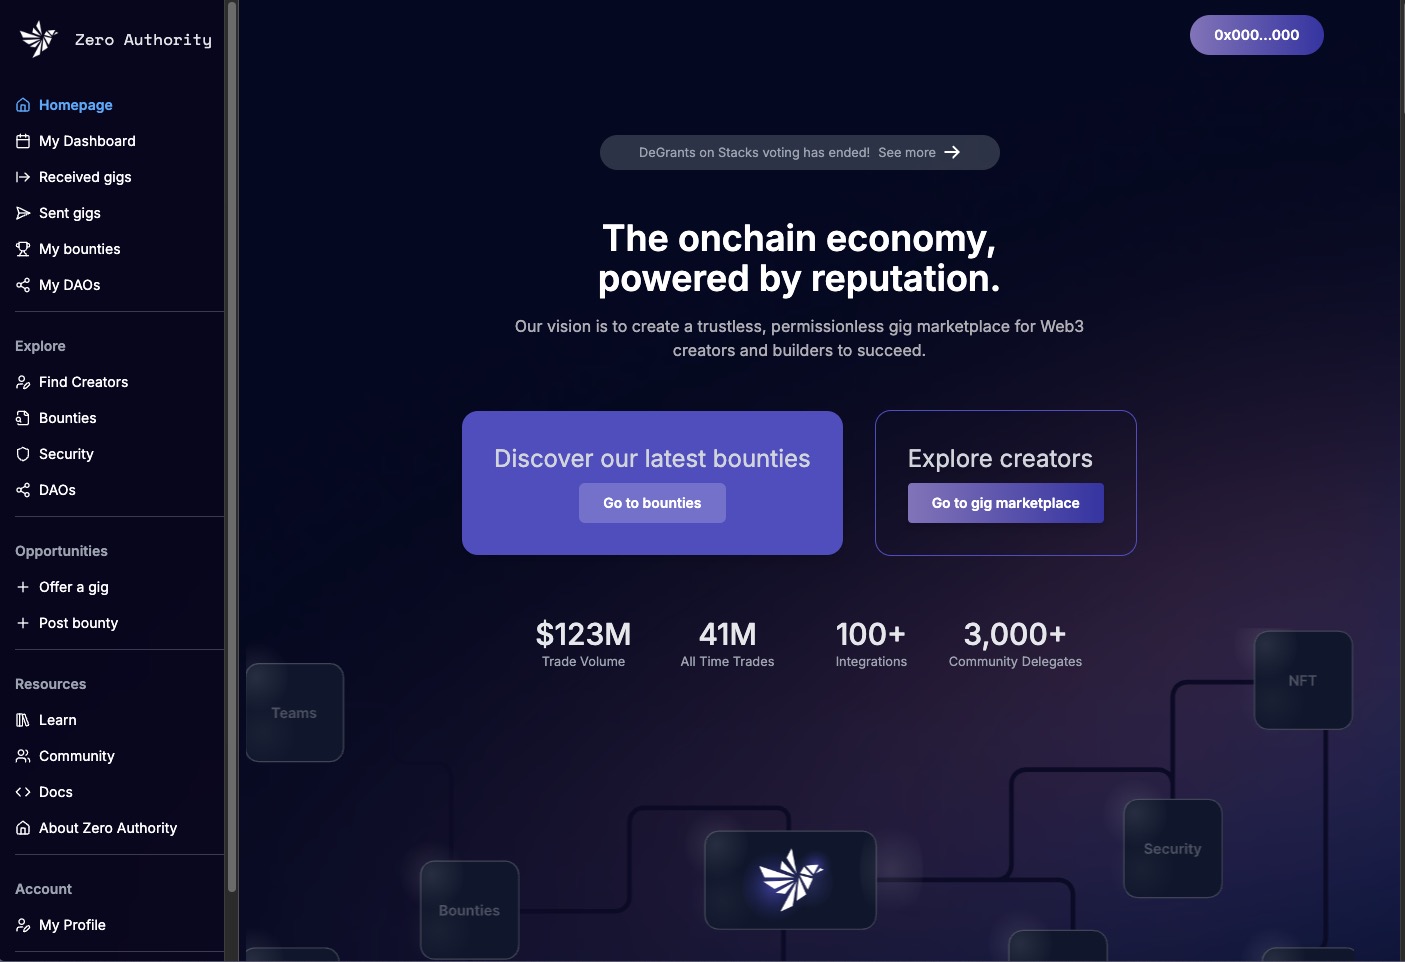 Zero Authority
Homepage
My Dashboard
Received gigs
Sent gigs
My bounties
My DAOs
Explore
Find Creators
Bounties
Security
DAOs
Opportunities
Offer a gig
Post bounty
Resources
Learn
Community
Docs
About Zero Authority
Account
My Profile
0x000...000
DeGrants on Stacks voting has ended! See more
The onchain economy,
powered by reputation.
Our vision is to create a trustless, permissionless gig marketplace for Web3
creators and builders to succeed.
Discover our latest bounties
Go to bounties
Explore creators
Go to gig marketplace
$123M
Trade Volume
41M
All Time Trades
100+
Integrations
3,000+
Community Delegates
Teams
NFT
Security
Bounties